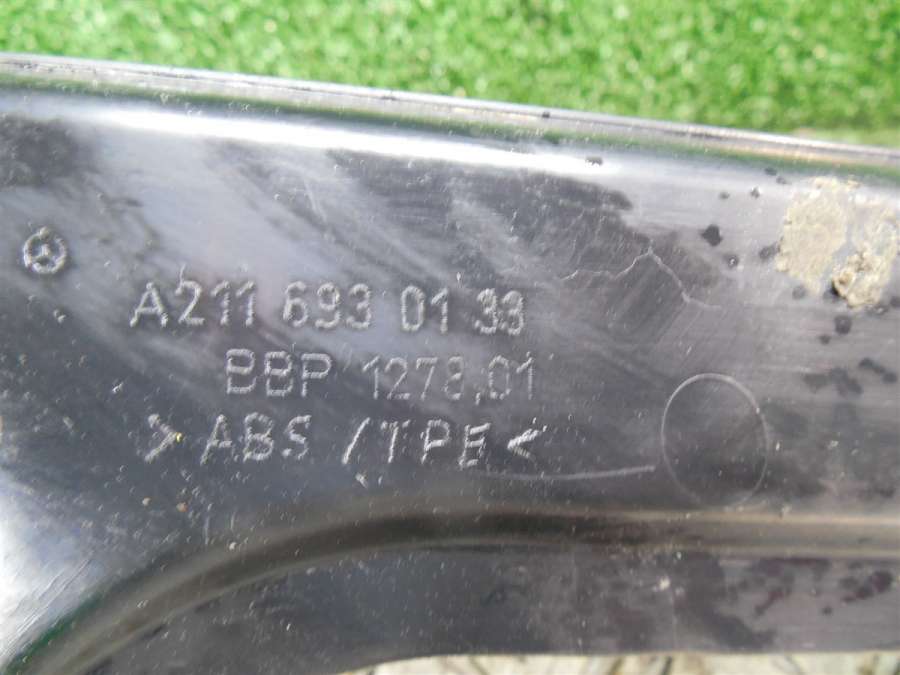 A211 693 01 33
BBP 1278,01
>ABS/TPE<